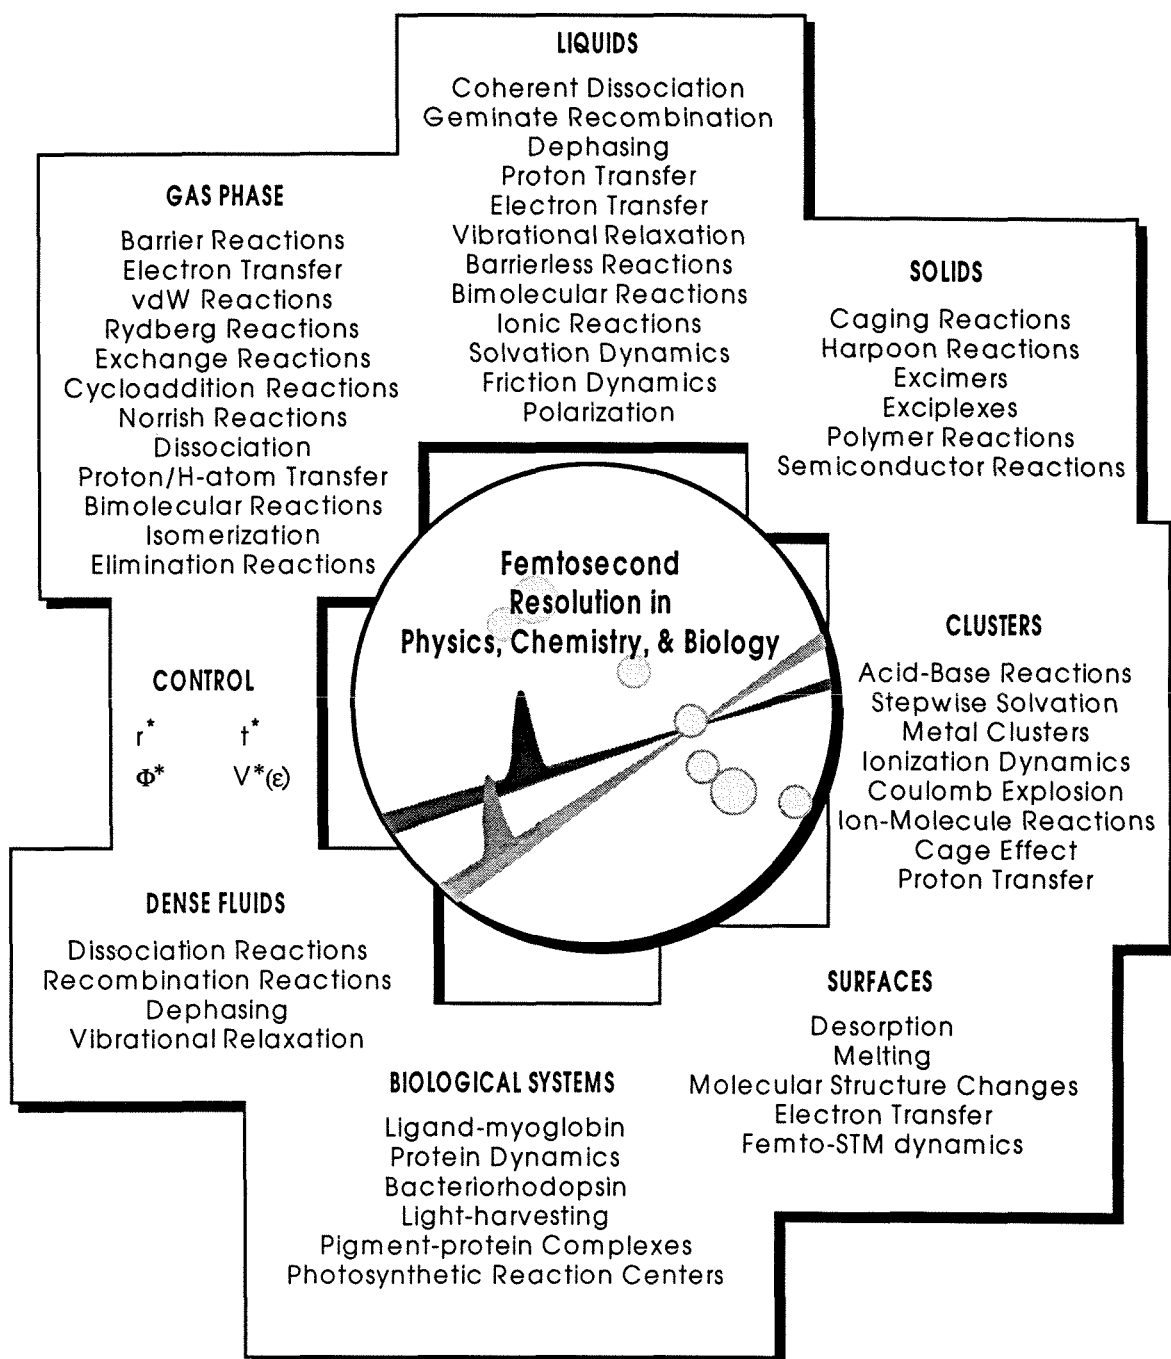 LIQUIDS
Coherent Dissociation
Geminate Recombination
Dephasing
Proton Transfer
Electron Transfer
Vibrational Relaxation
Barrierless Reactions
Bimolecular Reactions
Ionic Reactions
Solvation Dynamics
Friction Dynamics
Polarization
GAS PHASE
Barrier Reactions
Electron Transfer
vdW Reactions
Rydberg Reactions
Exchange Reactions
Cycloaddition Reactions
Norrish Reactions
Dissociation
Proton/H-atom Transfer
Bimolecular Reactions
Isomerization
Elimination Reactions
SOLIDS
Caging Reactions
Harpoon Reactions
Excimers
Exciplexes
Polymer Reactions
Semiconductor Reactions
Femtosecond
Resolution in
Physics, Chemistry, & Biology
CONTROL
r* t*
Φ* V*(ε)
CLUSTERS
Acid-Base Reactions
Stepwise Solvation
Metal Clusters
Ionization Dynamics
Coulomb Explosion
Ion-Molecule Reactions
Cage Effect
Proton Transfer
DENSE FLUIDS
Dissociation Reactions
Recombination Reactions
Dephasing
Vibrational Relaxation
SURFACES
Desorption
Melting
Molecular Structure Changes
Electron Transfer
Femto-STM dynamics
BIOLOGICAL SYSTEMS
Ligand-myoglobin
Protein Dynamics
Bacteriorhodopsin
Light-harvesting
Pigment-protein Complexes
Photosynthetic Reaction Centers